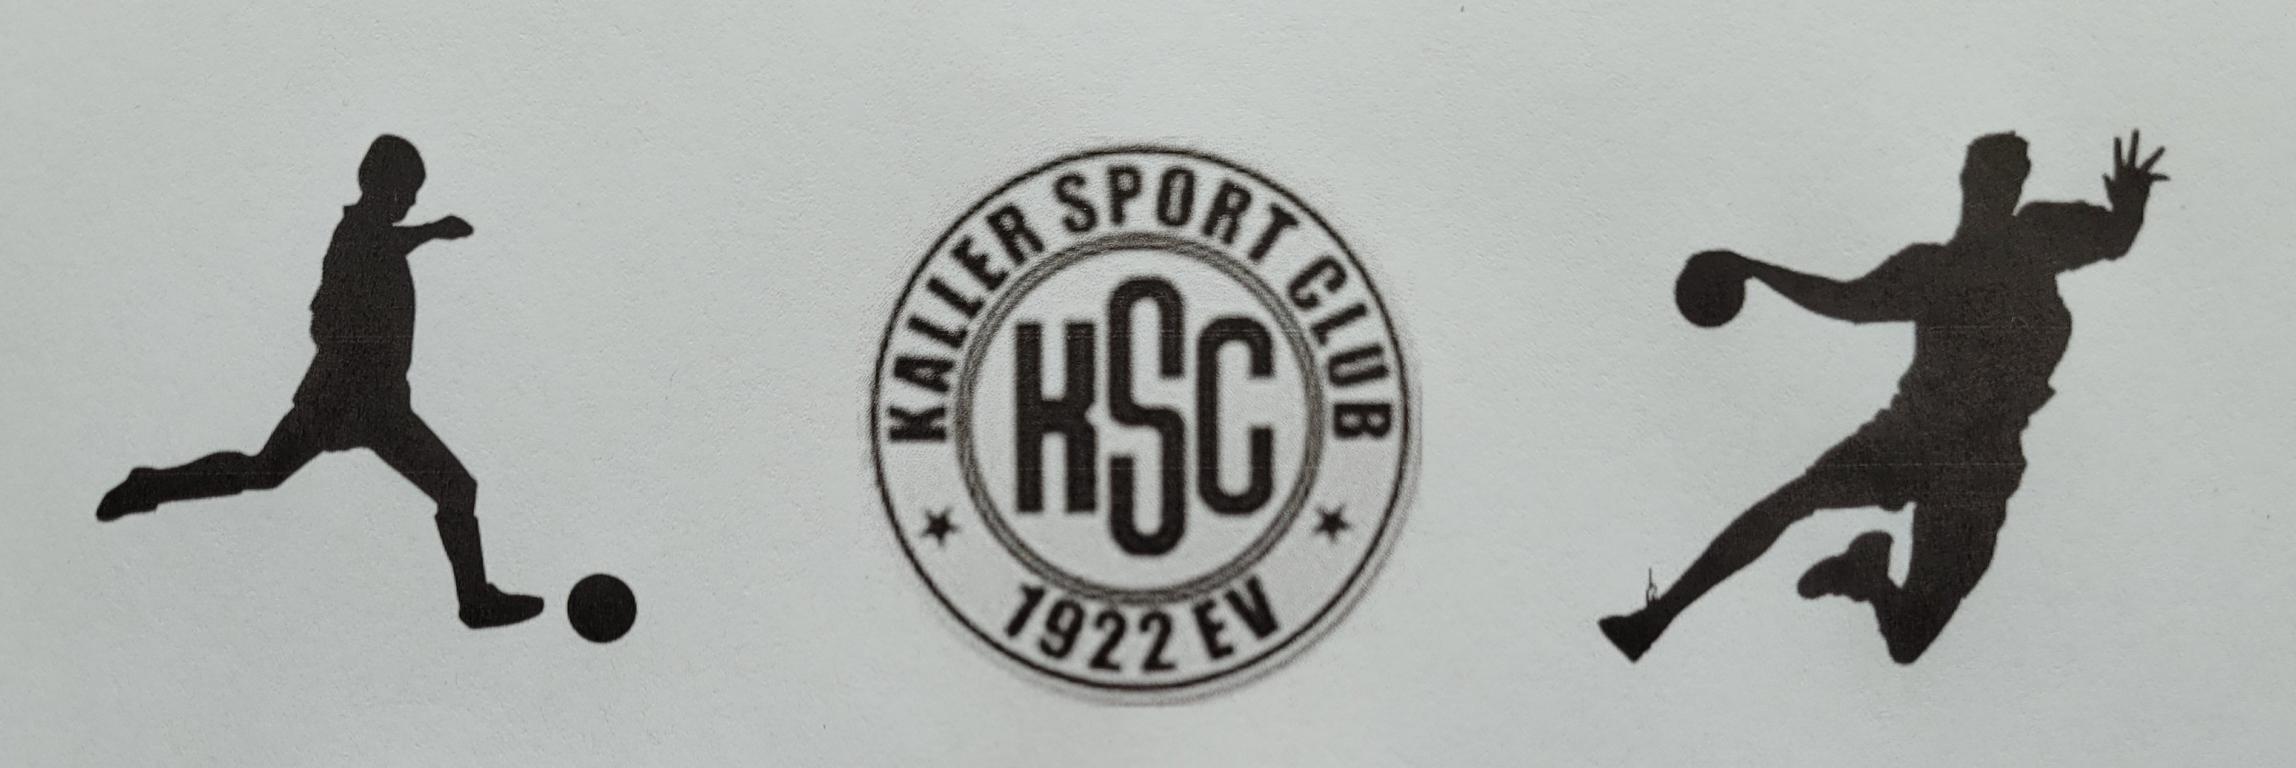 KALLER SPORT CLUB
KSC
1922 EV